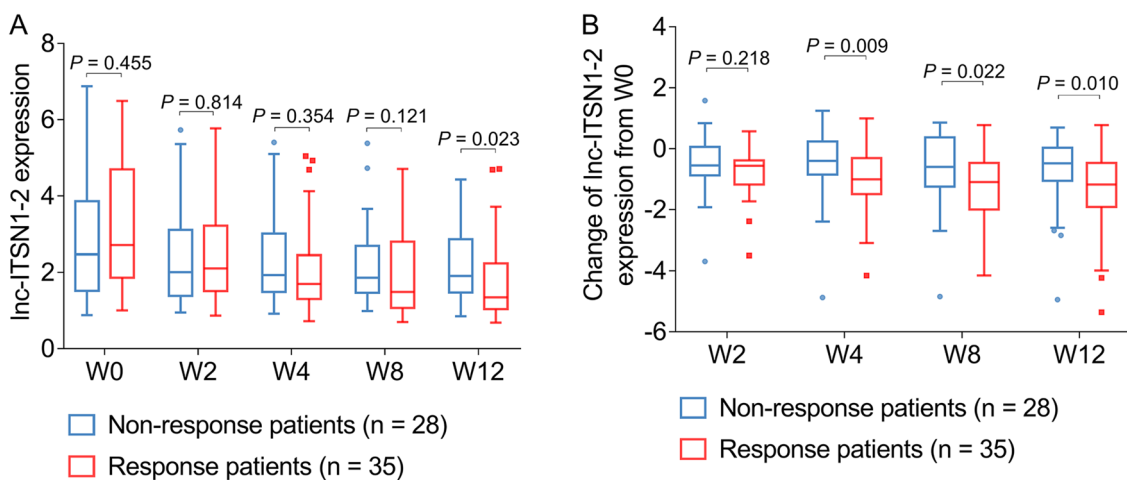 A
lnc-ITSN1-2 expression
8
6
4
2
0
P = 0.455
P = 0.814
P = 0.354
P = 0.121
P = 0.023
W0
W2
W4
W8
W12
Non-response patients (n = 28)
Response patients (n = 35)
B
Change of lnc-ITSN1-2
expression from W0
4
2
0
-2
-4
-6
P = 0.218
P = 0.009
P = 0.022
P = 0.010
W2
W4
W8
W12
Non-response patients (n = 28)
Response patients (n = 35)